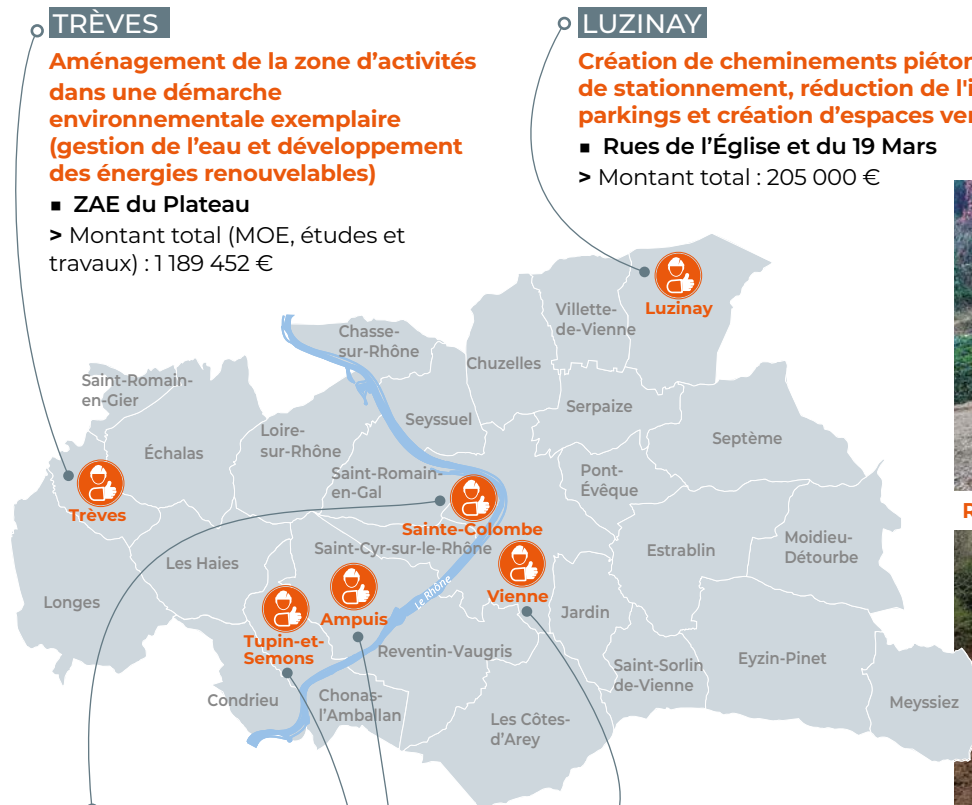 TRÈVES
Aménagement de la zone d'activités
dans une démarche
environnementale exemplaire
(gestion de l'eau et développement
des énergies renouvelables)
▪ ZAE du Plateau
> Montant total (MOE, études et
travaux) : 1 189 452 €
LUZINAY
Création de cheminements
de stationnement, réduction de
parkings et création d'espaces
▪ Rues de l'Église et du 19 Mars
> Montant total : 205 000 €
Luzinay
Villette-
de-Vienne
Chasse-
sur-Rhône
Chuzelles
Saint-Romain-
en-Gier
Serpaize
Seyssuel
Loire-
sur-Rhône
Septème
Échalas
Saint-Romain-
en-Gal
Pont-
Évêque
Trèves
Sainte-Colombe
Saint-Cyr-sur-le-Rhône
Estrablin
Moidieu-
Détourbe
Les Haies
Le Rhône
Vienne
Longes
Ampuis
Jardin
Tupin-et-
Semons
Reventin-Vaugris
Saint-Sorlin
de-Vienne
Eyzin-Pinet
Condrieu
Chonas-
l'Amballan
Meyssiez
Les Côtes-
d'Arey